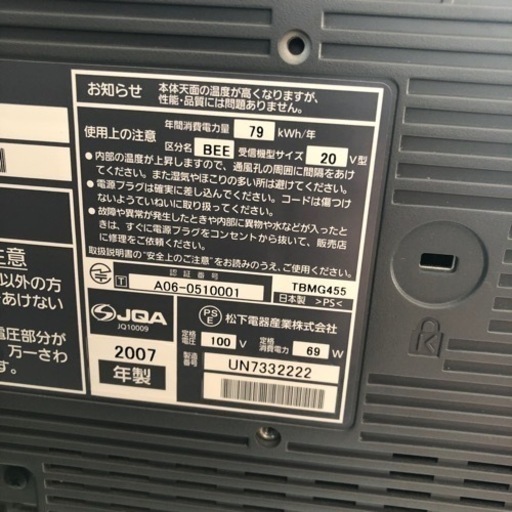 お知らせ 本体天面の温度が高くなりますが、
性能・品質には問題ありません。
年間消費電力量 79 kWh/年
使用上の注意 区分名 BEE 受信機型サイズ 20 V型
●内部の温度が上昇しますので、通風孔の周囲に間隔をあけ
てください。また湿気やほこりの多い所は避けてください。
●電源プラグは確実に差し込んでください。コードは傷つけ
ないようていねいに取り扱ってください。
●故障や異常が発生したときや内部に異物や水などが入ったと
きは、すぐに電源プラグをコンセントから抜いて、販売店
に修理をご依頼ください。
取扱説明書の"安全上のご注意"をお読みのうえ、ご使用ください。
T 認証番号
A06-0510001
TBMG455
日本製 >PS<
JQA
JQ10009
2007
年製
PSE 松下電器産業株式会社
定格電圧 100 V 定格消費電力 69 W
製造番号 UN7332222
注意
以外の方
をあけないで
電圧部分が
万一さわ